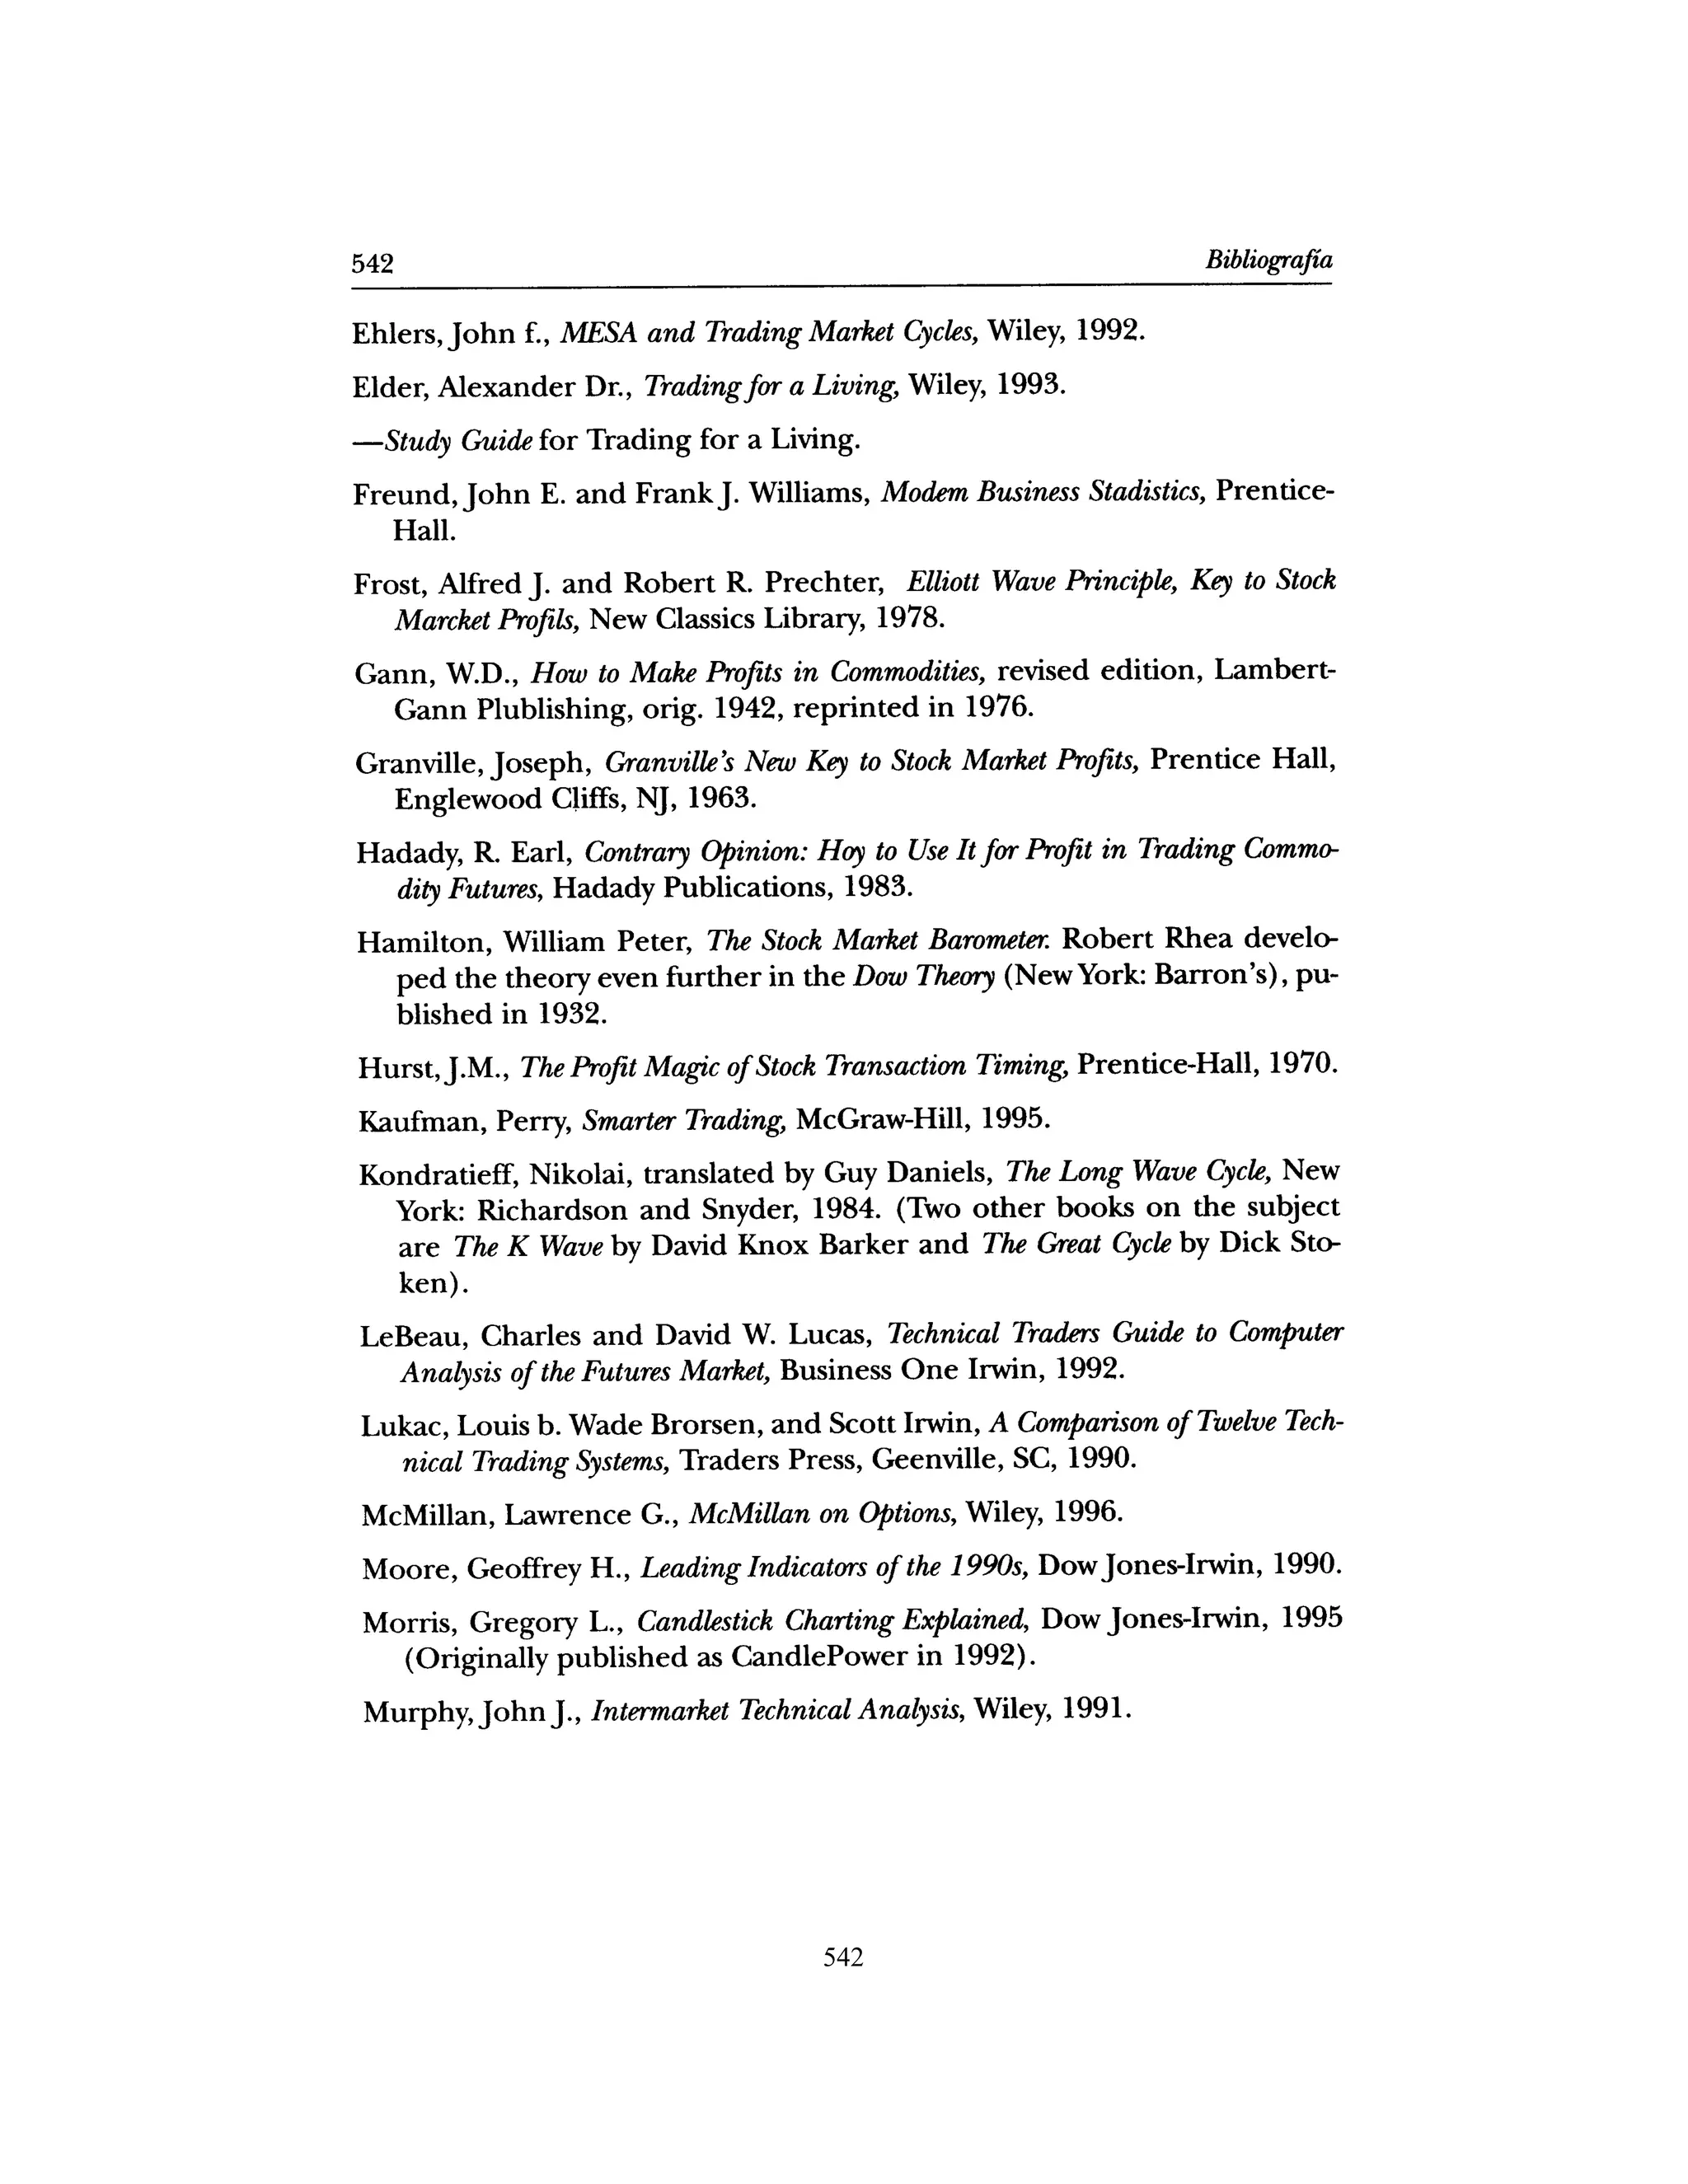 542 Bibliografía
Ehlers, John f., MESA and Trading Market Cycles, Wiley, 1992.
Elder, Alexander Dr., Trading for a Living, Wiley, 1993.
—Study Guide for Trading for a Living.
Freund, John E. and Frank J. Williams, Modem Business Stadistics, Prentice-
Hall.
Frost, Alfred J. and Robert R. Prechter, Elliott Wave Principle, Key to Stock
Marcket Profils, New Classics Library, 1978.
Gann, W.D., How to Make Profits in Commodities, revised edition, Lambert-
Gann Plublishing, orig. 1942, reprinted in 1976.
Granville, Joseph, Granville's New Key to Stock Market Profits, Prentice Hall,
Englewood Cliffs, NJ, 1963.
Hadady, R. Earl, Contrary Opinion: Hoy to Use It for Profit in Trading Commo-
dity Futures, Hadady Publications, 1983.
Hamilton, William Peter, The Stock Market Barometer. Robert Rhea develo-
ped the theory even further in the Dow Theory (New York: Barron's), pu-
blished in 1932.
Hurst, J.M., The Profit Magic of Stock Transaction Timing, Prentice-Hall, 1970.
Kaufman, Perry, Smarter Trading, McGraw-Hill, 1995.
Kondratieff, Nikolai, translated by Guy Daniels, The Long Wave Cycle, New
York: Richardson and Snyder, 1984. (Two other books on the subject
are The K Wave by David Knox Barker and The Great Cycle by Dick Sto-
ken).
LeBeau, Charles and David W. Lucas, Technical Traders Guide to Computer
Analysis of the Futures Market, Business One Irwin, 1992.
Lukac, Louis b. Wade Brorsen, and Scott Irwin, A Comparison of Twelve Tech-
nical Trading Systems, Traders Press, Geenville, SC, 1990.
McMillan, Lawrence G., McMillan on Options, Wiley, 1996.
Moore, Geoffrey H., Leading Indicators of the 1990s, Dow Jones-Irwin, 1990.
Morris, Gregory L., Candlestick Charting Explained, Dow Jones-Irwin, 1995
(Originally published as CandlePower in 1992).
Murphy, John J., Intermarket Technical Analysis, Wiley, 1991.
542